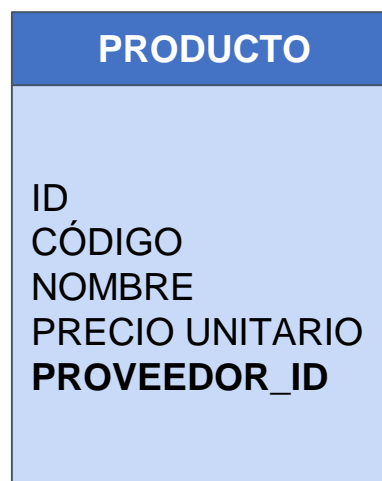 PRODUCTO
ID
CÓDIGO
NOMBRE
PRECIO UNITARIO
PROVEEDOR_ID